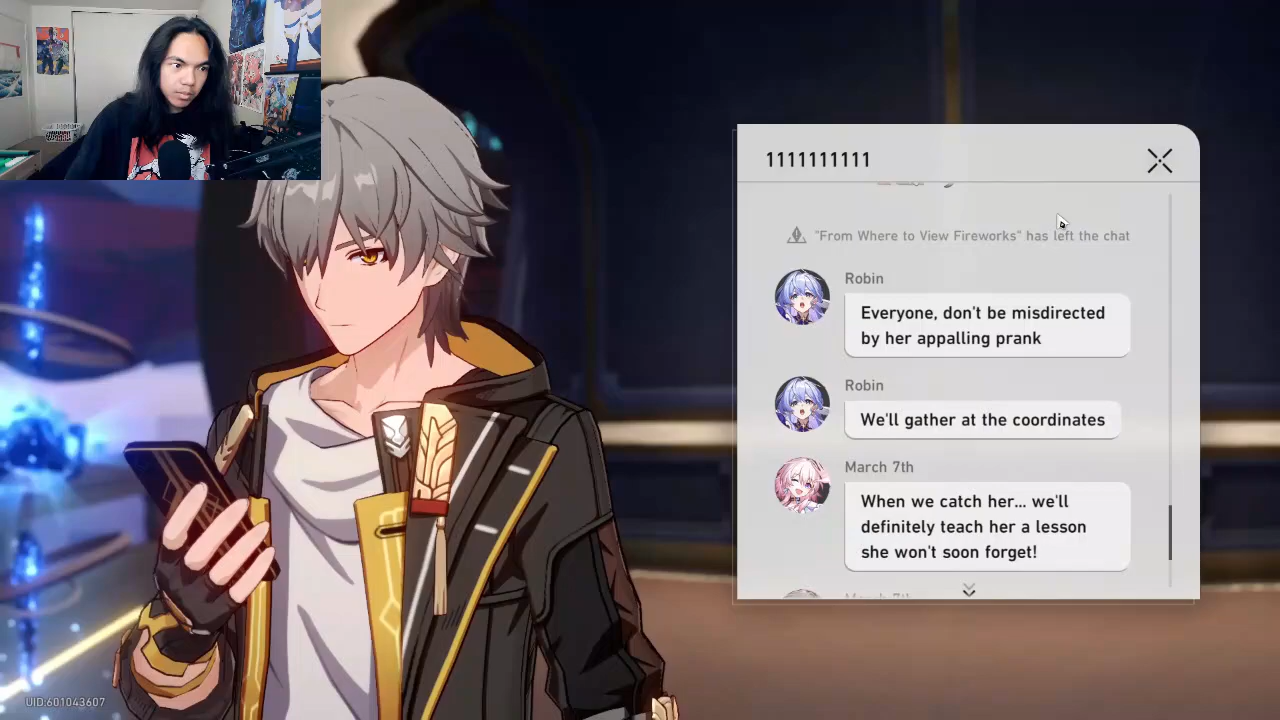 1111111111
"From Where to View Fireworks" has left the chat
Robin
Everyone, don't be misdirected
by her appalling prank
Robin
We'll gather at the coordinates
March 7th
When we catch her... we'll
definitely teach her a lesson
she won't soon forget!
March 7th
UID:601043607